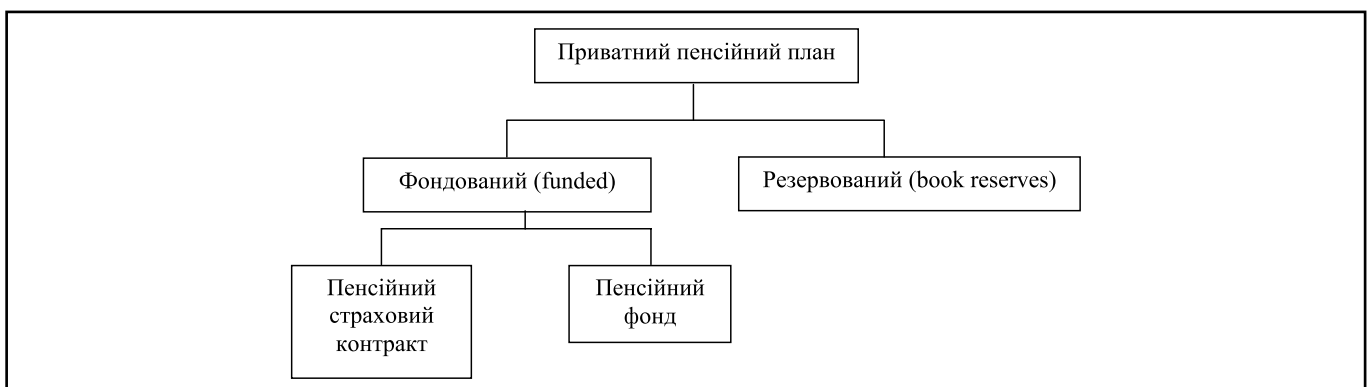 Приватний пенсійний план
Фондований (funded)
Резервований (book reserves)
Пенсійний
страховий
контракт
Пенсійний
фонд